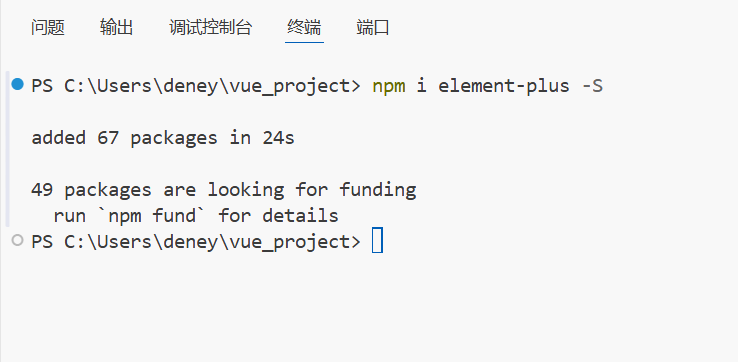 问题 输出 调试控制台 终端 端口
PS C:\Users\deney\vue_project> npm i element-plus -S
added 67 packages in 24s
49 packages are looking for funding
  run `npm fund` for details
PS C:\Users\deney\vue_project>